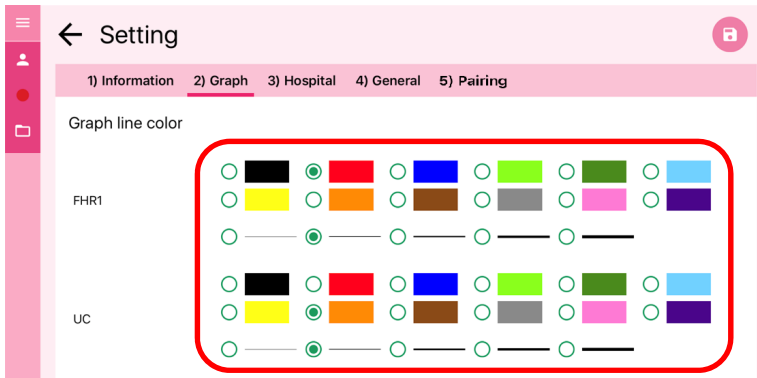 Setting
1) Information 2) Graph 3) Hospital 4) General 5) Pairing
Graph line color
FHR1
UC